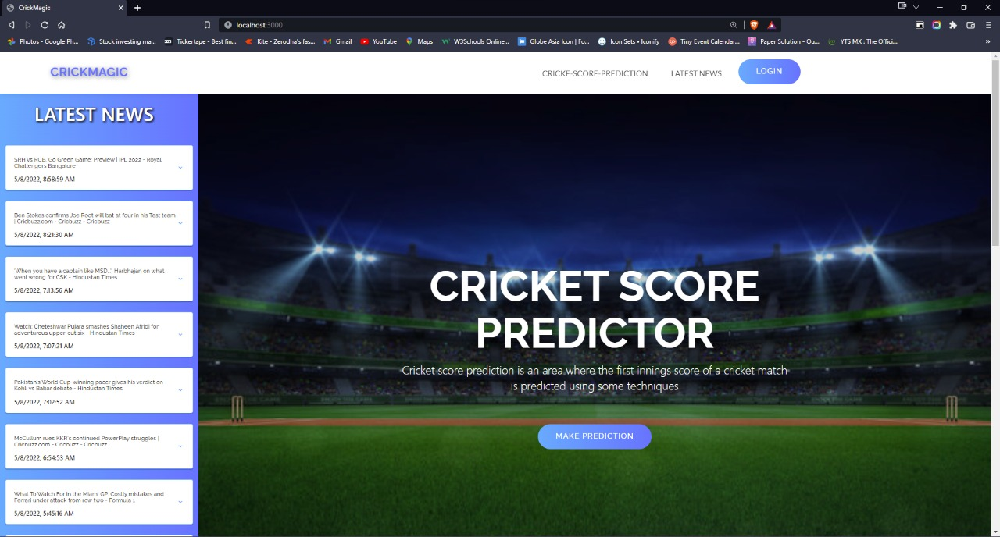 CrickMagic
localhost:3000
Photos - Google Ph...
Stock investing ma...
Tickertape - Best fin...
Kite - Zerodha's fas...
Gmail
YouTube
Maps
W3Schools Online...
Globe Asia Icon | Fo...
Icon Sets • Iconify
Tiny Event Calendar...
Paper Solution - Ou...
YTS MX : The Offici...
»
CRICKMAGIC
CRICKE-SCORE-PREDICTION
LATEST NEWS
LOGIN
LATEST NEWS
SRH vs RCB, Go Green Game: Preview | IPL 2022 - Royal
Challengers Bangalore
5/8/2022, 8:58:59 AM
Ben Stokes confirms Joe Root will bat at four in his Test team
| Cricbuzz.com - Cricbuzz - Cricbuzz
5/8/2022, 8:21:30 AM
'When you have a captain like MSD...': Harbhajan on what
went wrong for CSK - Hindustan Times
5/8/2022, 7:13:56 AM
Watch: Cheteshwar Pujara smashes Shaheen Afridi for
adventurous upper-cut six - Hindustan Times
5/8/2022, 7:07:21 AM
Pakistan's World Cup-winning pacer gives his verdict on
Kohli vs Babar debate - Hindustan Times
5/8/2022, 7:02:52 AM
McCullum rues KKR's continued PowerPlay struggles |
Cricbuzz.com - Cricbuzz - Cricbuzz
5/8/2022, 6:54:53 AM
What To Watch For in the Miami GP: Costly mistakes and
Ferrari under attack from row two - Formula 1
5/8/2022, 5:45:16 AM
CRICKET SCORE
PREDICTOR
Cricket score prediction is an area where the first innings score of a cricket match
is predicted using some techniques
MAKE PREDICTION